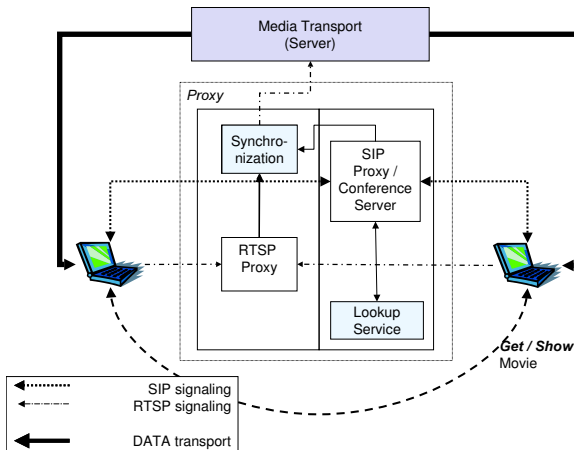 Media Transport
(Server)
Proxy
Synchro-
nization
SIP
Proxy /
Conference
Server
RTSP
Proxy
Lookup
Service
Get / Show
Movie
SIP signaling
RTSP signaling
DATA transport